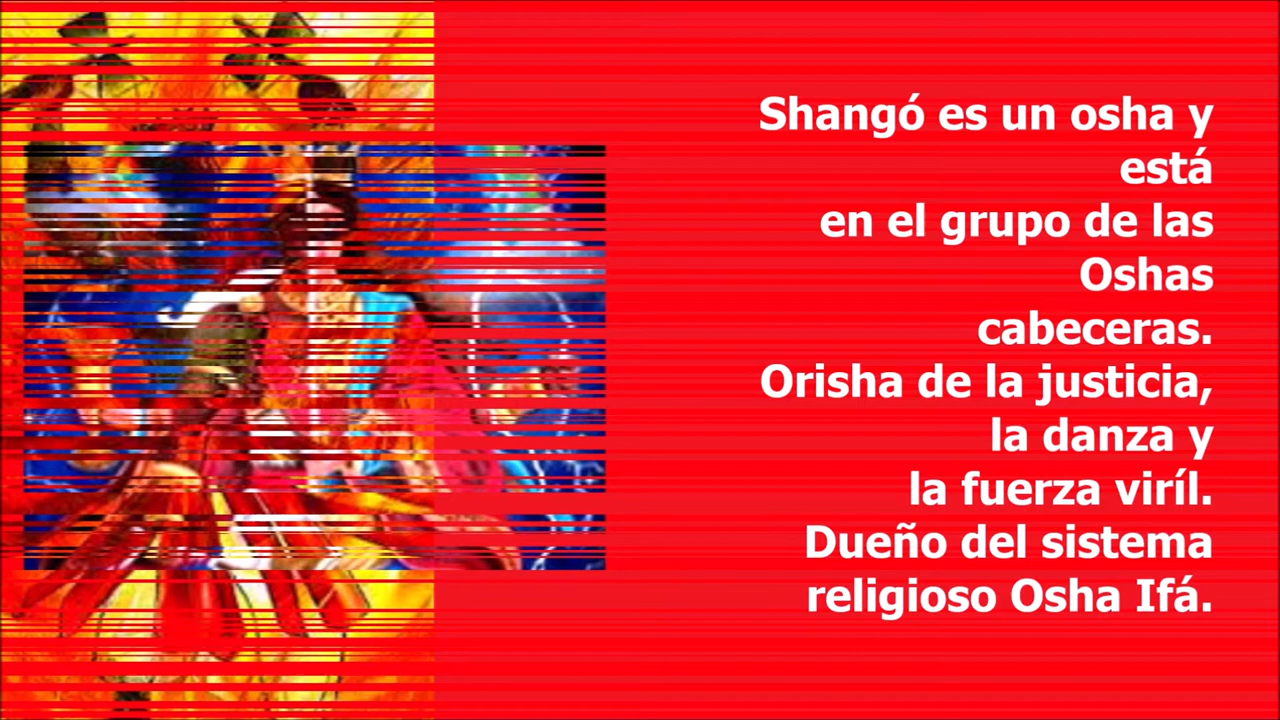 Shangó es un osha y
está
en el grupo de las
Oshas
cabeceras.
Orisha de la justicia,
la danza y
la fuerza viríl.
Dueño del sistema
religioso Osha Ifá.